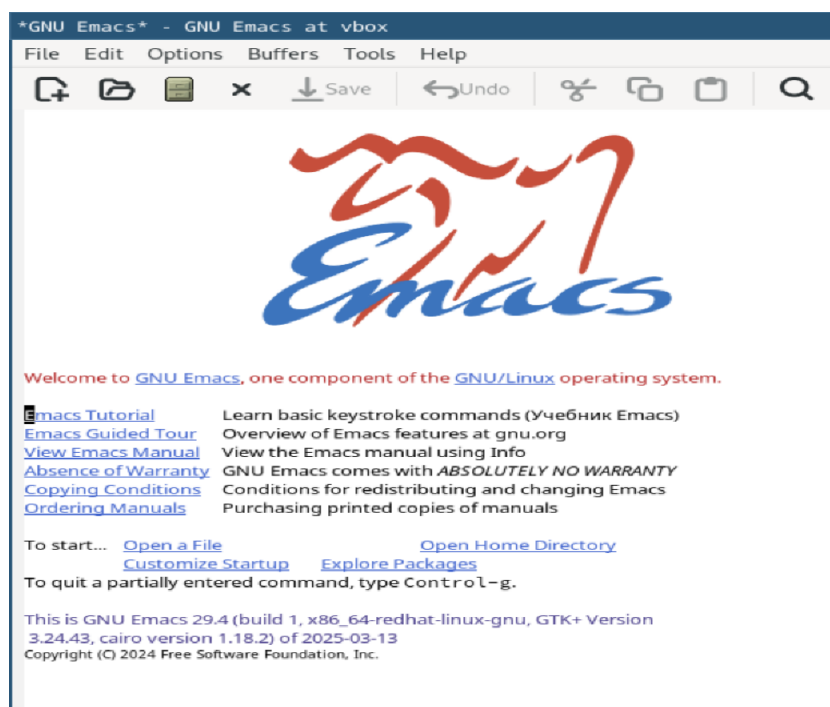 *GNU Emacs* - GNU Emacs at vbox
File Edit Options Buffers Tools Help
Save Undo
Emacs
Welcome to GNU Emacs, one component of the GNU/Linux operating system.
Emacs Tutorial Learn basic keystroke commands (Учебник Emacs)
Emacs Guided Tour Overview of Emacs features at gnu.org
View Emacs Manual View the Emacs manual using Info
Absence of Warranty GNU Emacs comes with ABSOLUTELY NO WARRANTY
Copying Conditions Conditions for redistributing and changing Emacs
Ordering Manuals Purchasing printed copies of manuals
To start... Open a File Open Home Directory
Customize Startup Explore Packages
To quit a partially entered command, type Control-g.
This is GNU Emacs 29.4 (build 1, x86_64-redhat-linux-gnu, GTK+ Version
3.24.43, cairo version 1.18.2) of 2025-03-13
Copyright (C) 2024 Free Software Foundation, Inc.